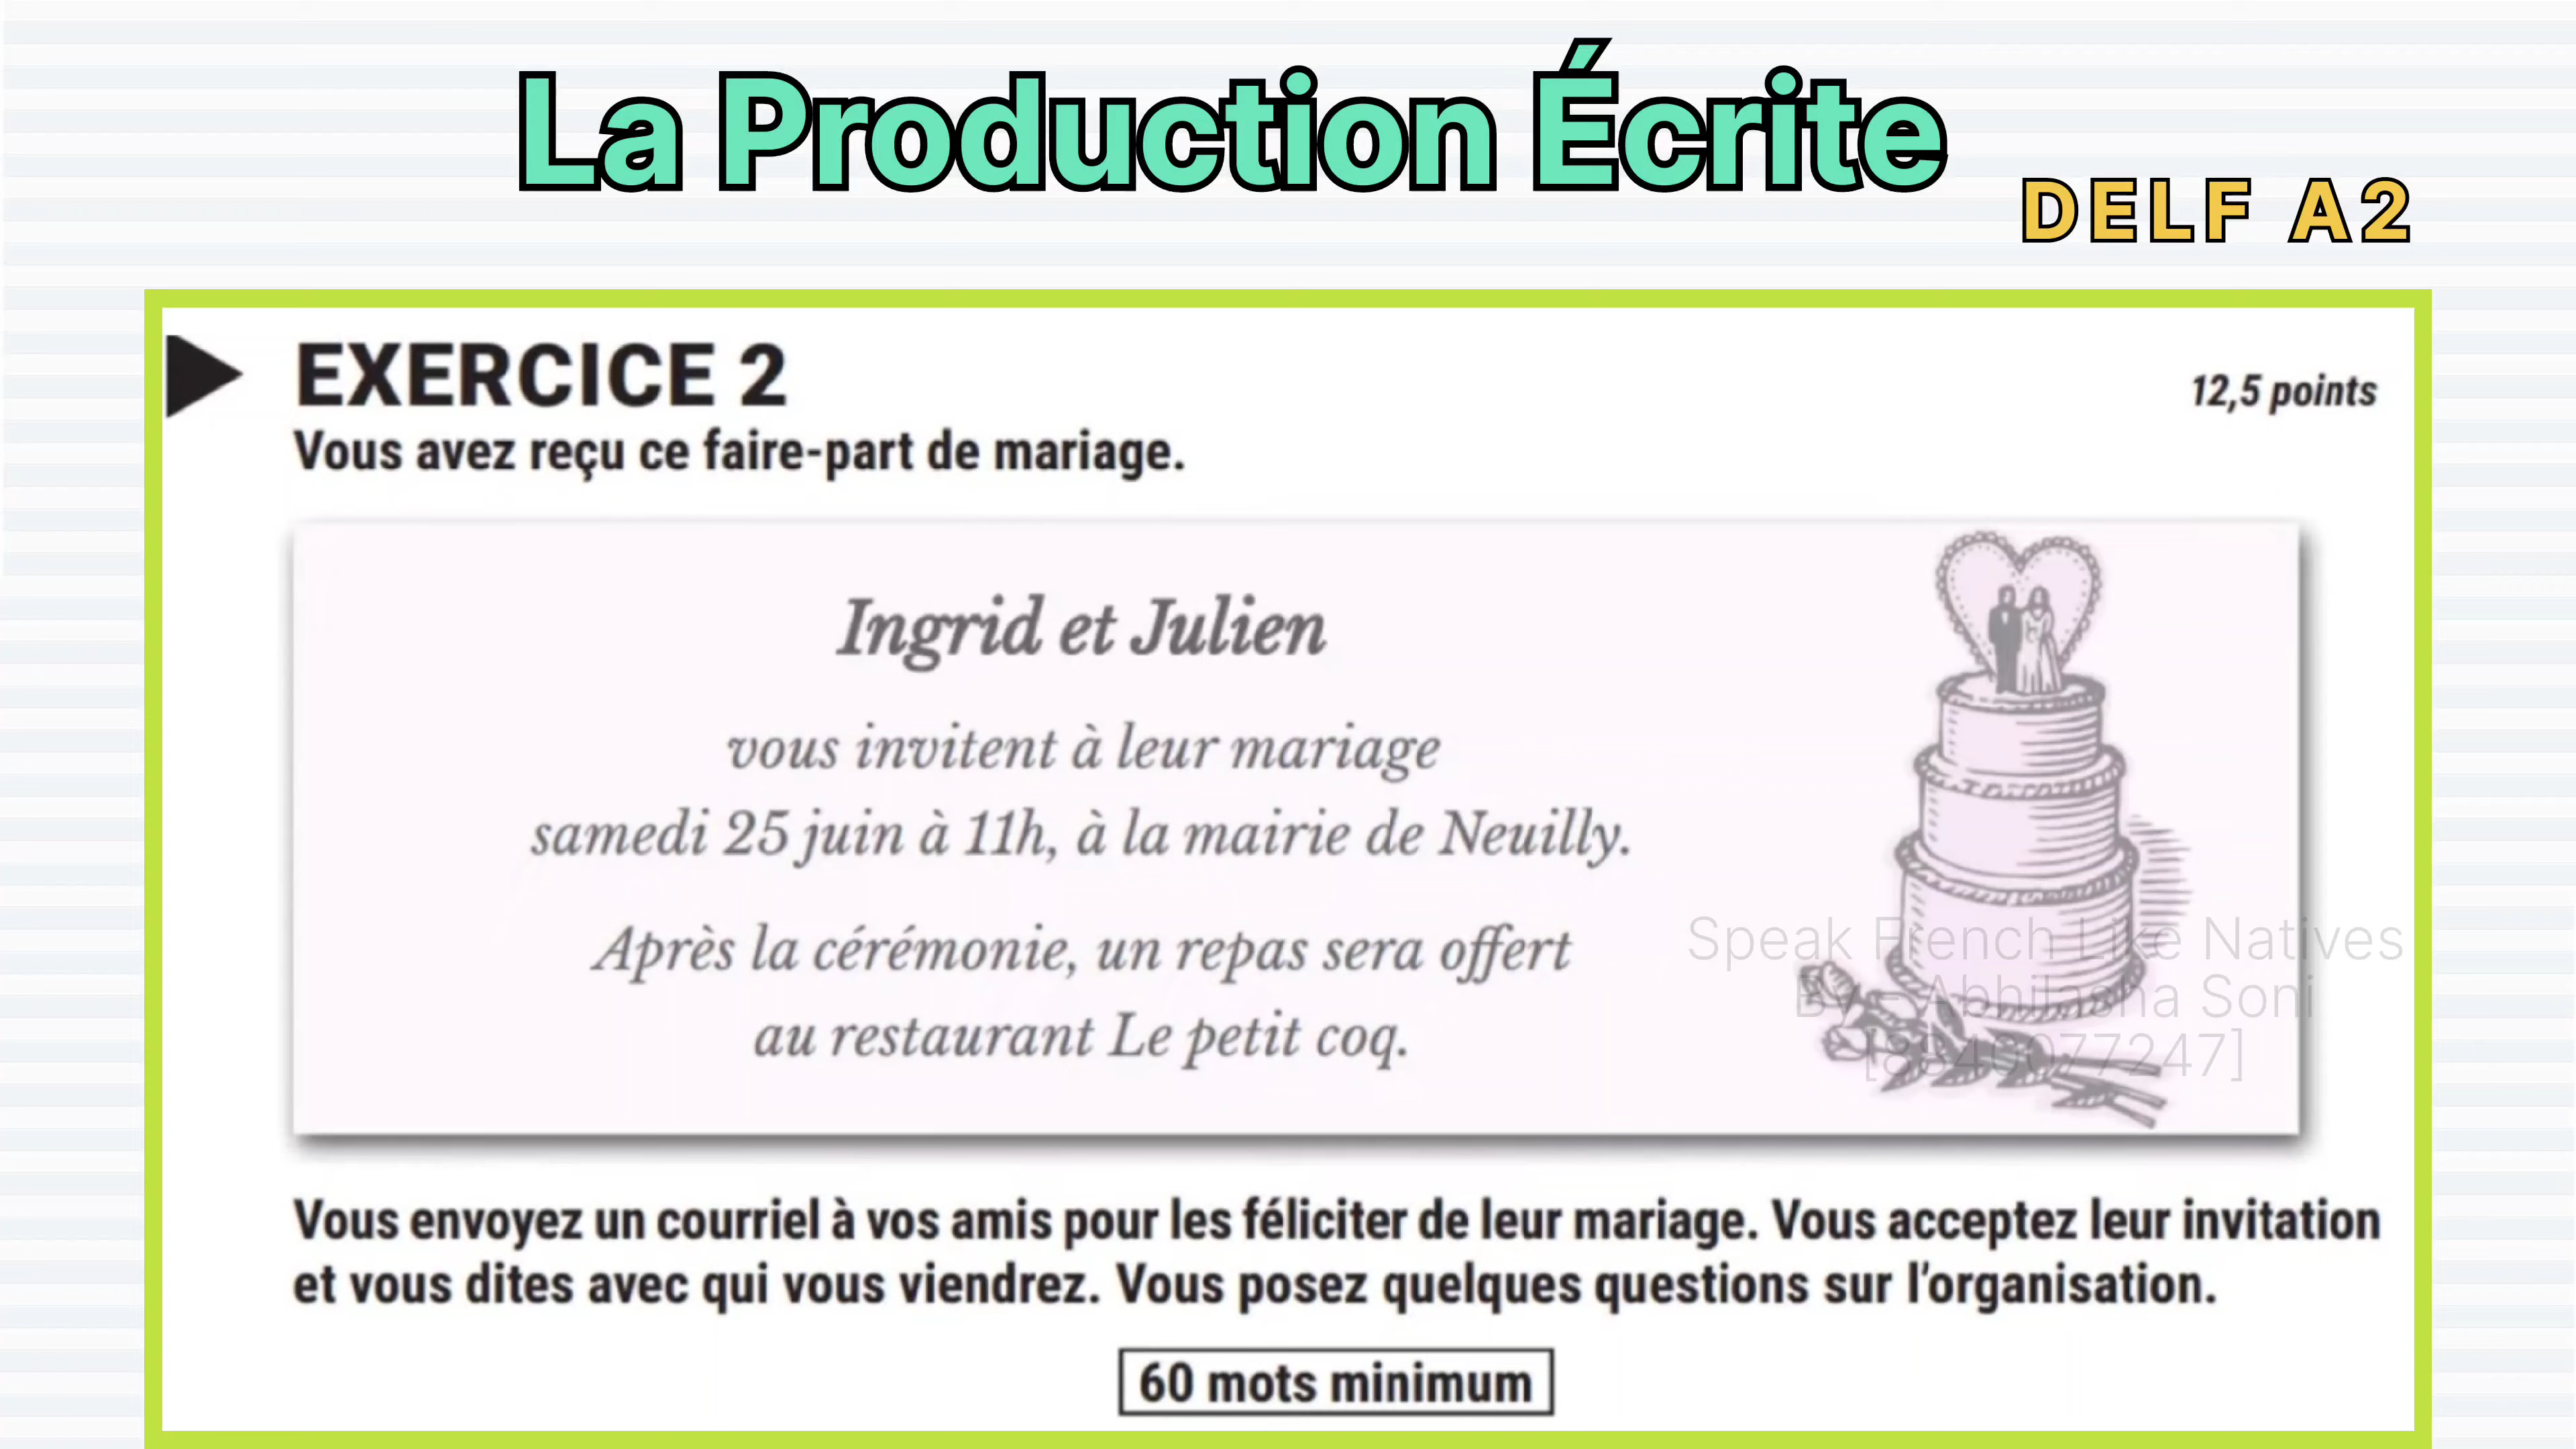 La Production Écrite
DELF A2
EXERCICE 2
12,5 points
Vous avez reçu ce faire-part de mariage.
Ingrid et Julien
vous invitent à leur mariage
samedi 25 juin à 11h, à la mairie de Neuilly.
Après la cérémonie, un repas sera offert
au restaurant Le petit coq.
Speak French Like Natives
By - Abhilasha Soni
Vous envoyez un courriel à vos amis pour les féliciter de leur mariage. Vous acceptez leur invitation
et vous dites avec qui vous viendrez. Vous posez quelques questions sur l'organisation.
60 mots minimum